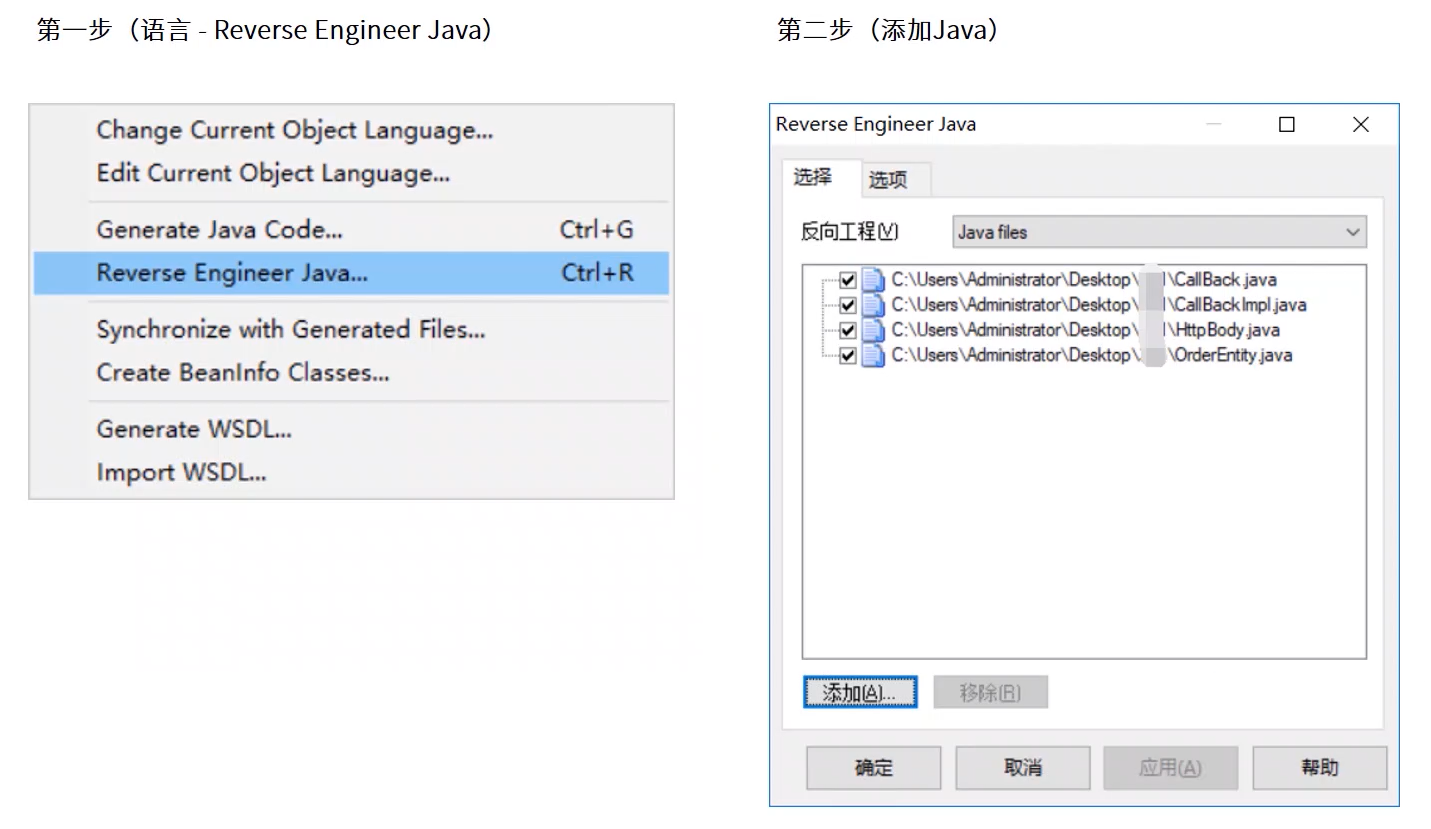 第一步（语言 - Reverse Engineer Java）
第二步（添加Java）
Change Current Object Language...
Edit Current Object Language...
Generate Java Code... Ctrl+G
Reverse Engineer Java... Ctrl+R
Synchronize with Generated Files...
Create BeanInfo Classes...
Generate WSDL...
Import WSDL...
Reverse Engineer Java
选择 选项
反向工程(V) Java files
C:\Users\Administrator\Desktop\ \CallBack.java
C:\Users\Administrator\Desktop\ \CallBackImpl.java
C:\Users\Administrator\Desktop\ \HttpBody.java
C:\Users\Administrator\Desktop\ \OrderEntity.java
添加(A)... 移除(R)
确定 取消 应用(A) 帮助